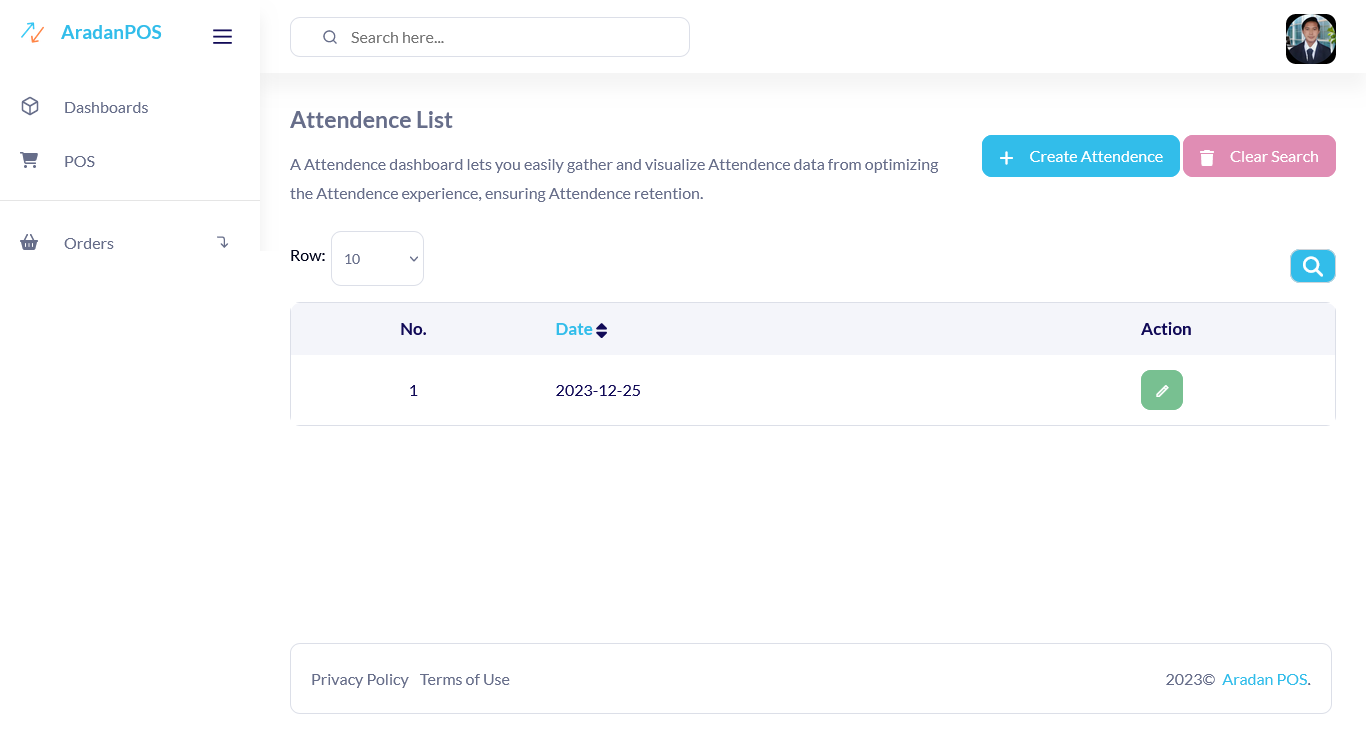 AradanPOS
Search here...
Dashboards
POS
Orders
Attendence List
A Attendence dashboard lets you easily gather and visualize Attendence data from optimizing
the Attendence experience, ensuring Attendence retention.
Create Attendence
Clear Search
Row: 10
No. Date Action
1 2023-12-25
Privacy Policy Terms of Use
2023© Aradan POS.